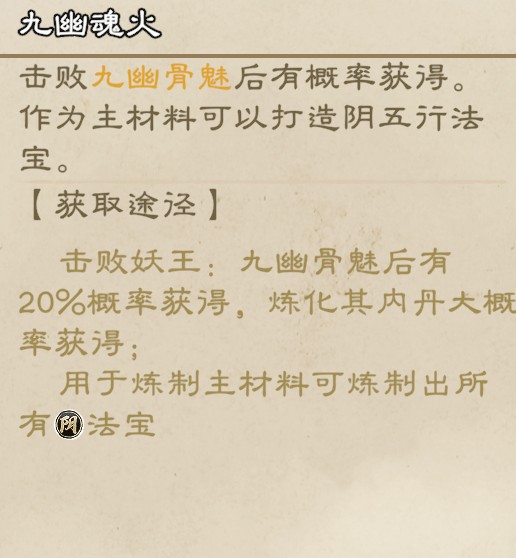 九幽魂火
击败九幽骨魅后有概率获得。
作为主材料可以打造阴五行法
宝。
【获取途径】
击败妖王：九幽骨魅后有
20%概率获得，炼化其内丹大概
率获得；
用于炼制主材料可炼制出所
有阴法宝